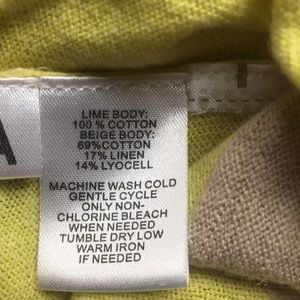 LIME BODY:
100 % COTTON
BEIGE BODY:
69%COTTON
17% LINEN
14% LYOCELL
MACHINE WASH COLD
GENTLE CYCLE
ONLY NON-
CHLORINE BLEACH
WHEN NEEDED
TUMBLE DRY LOW
WARM IRON
IF NEEDED
A